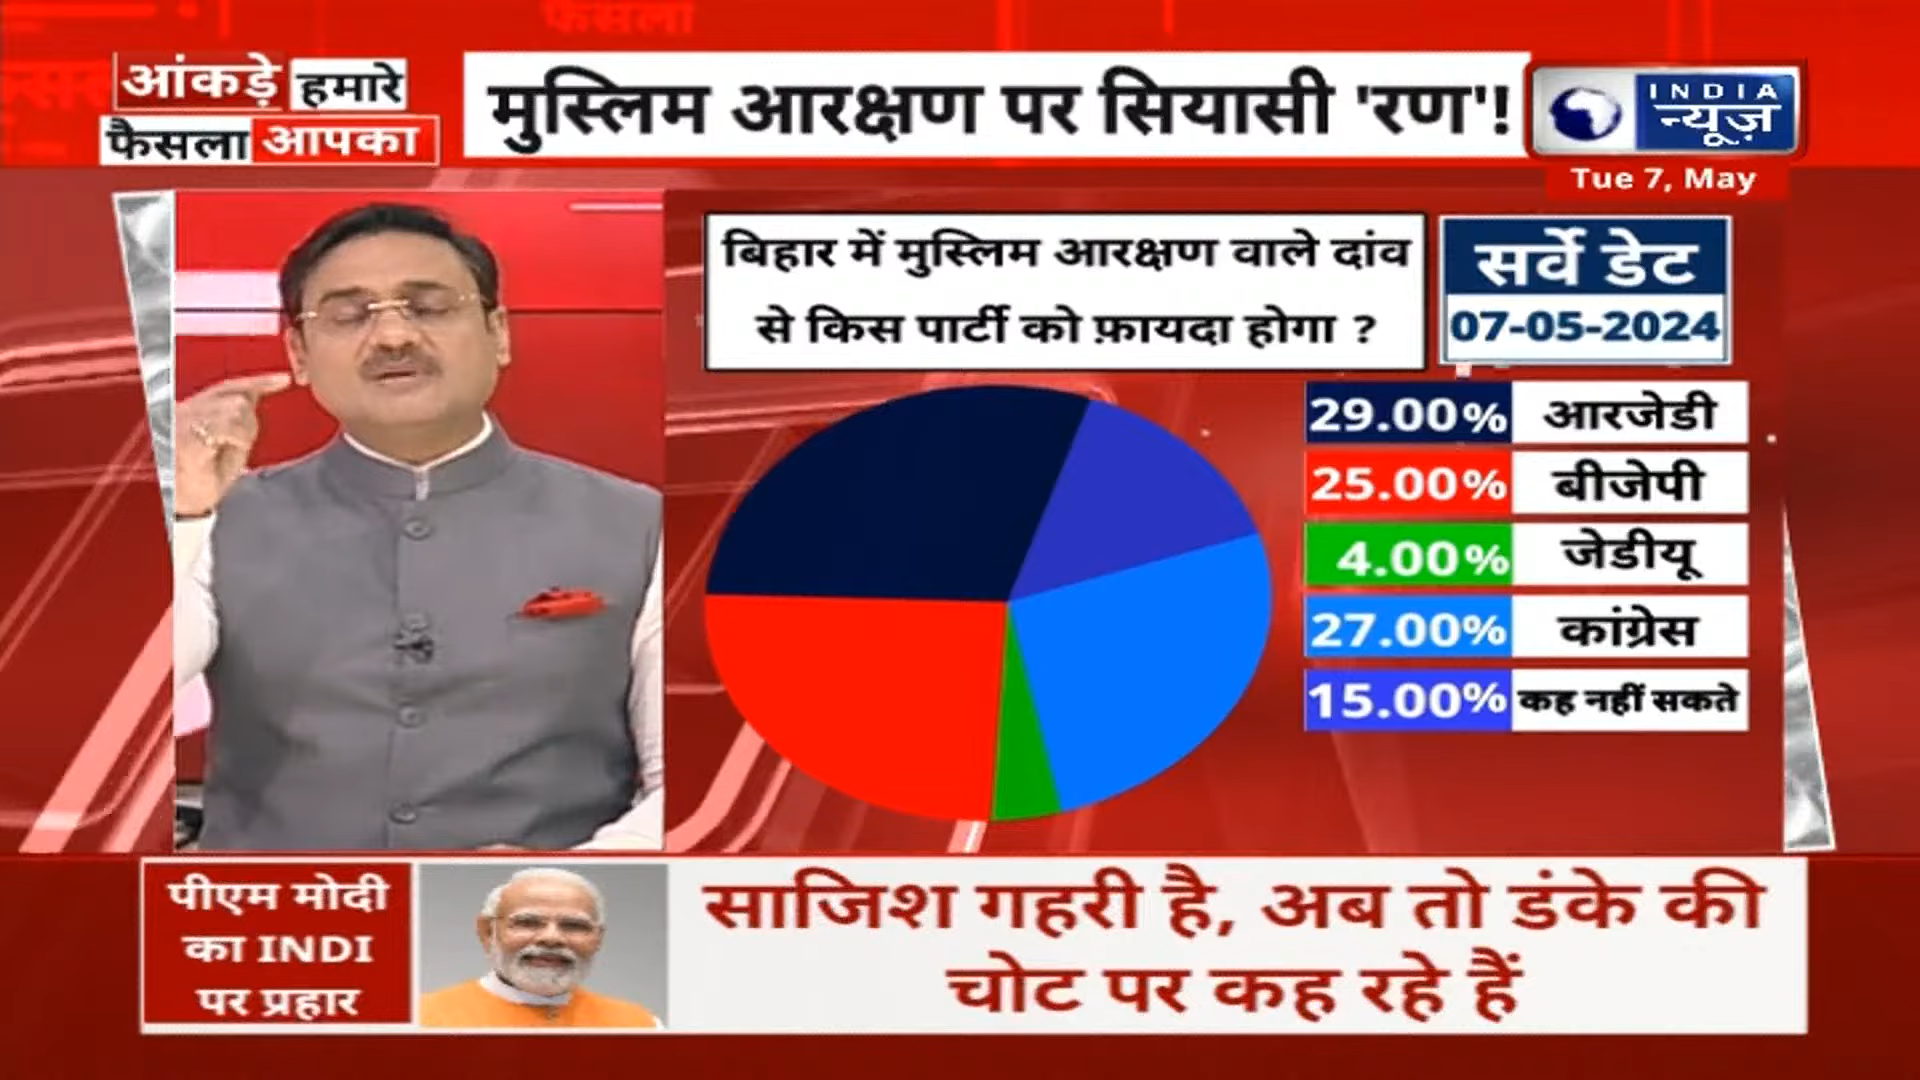 फैसला
आंकड़े हमारे
फैसला आपका
मुस्लिम आरक्षण पर सियासी 'रण'!
INDIA
न्यूज़
Tue 7, May
बिहार में मुस्लिम आरक्षण वाले दांव
से किस पार्टी को फ़ायदा होगा ?
सर्वे डेट
07-05-2024
29.00% आरजेडी
25.00% बीजेपी
4.00% जेडीयू
27.00% कांग्रेस
15.00% कह नहीं सकते
पीएम मोदी
का INDI
पर प्रहार
साजिश गहरी है, अब तो डंके की
चोट पर कह रहे हैं